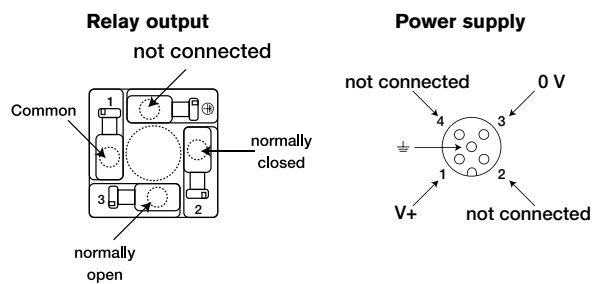 Relay output
not connected
Common
1
normally
closed
3
2
normally
open
Power supply
not connected
0 V
4
3
1
2
V+
not connected